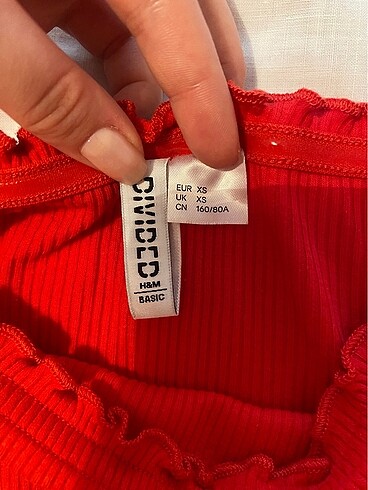 DIVIDED
H&M
BASIC
EUR XS
UK XS
CN 160/80A